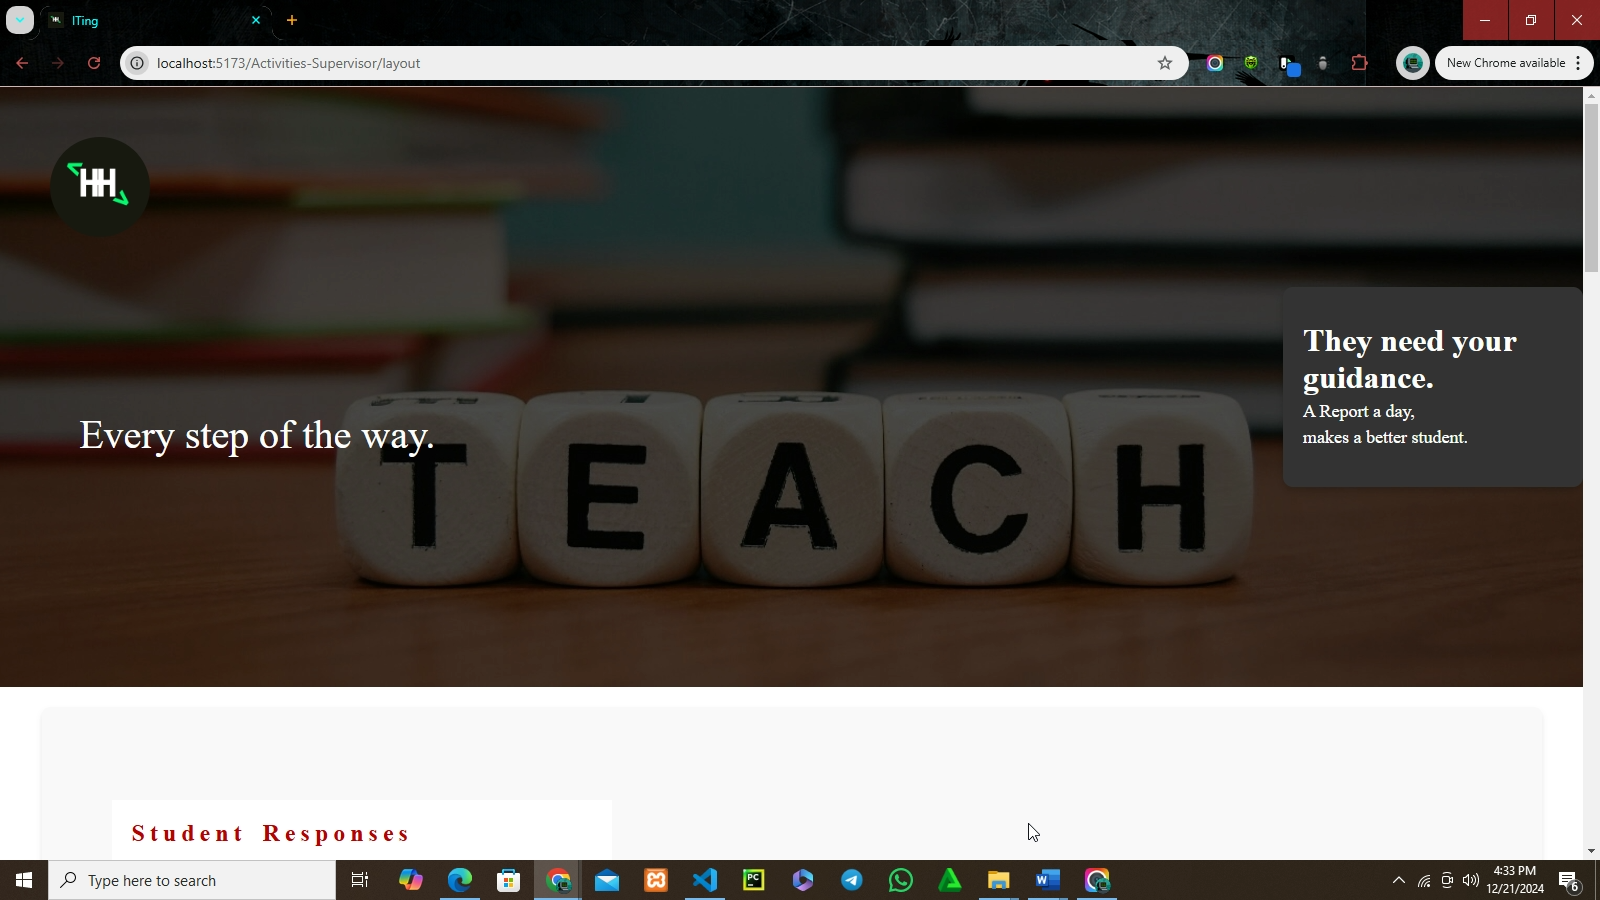 ITing
localhost:5173/Activities-Supervisor/layout
New Chrome available
HH
They need your
guidance.
A Report a day,
makes a better student.
Every step of the way.
TEACH
Student Responses
Type here to search
PC
W
4:33 PM
12/21/2024
6